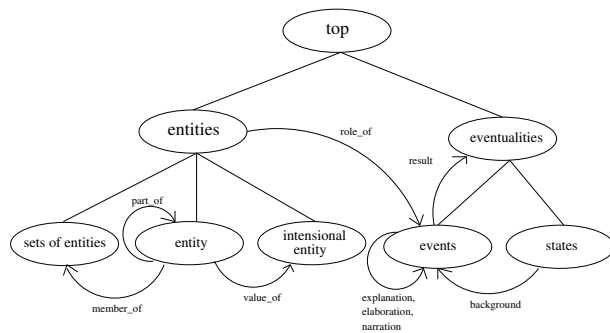 top
entities
role_of
eventualities
result
part_of
sets of entities
entity
intensional
entity
events
states
member_of
value_of
explanation,
elaboration,
narration
background